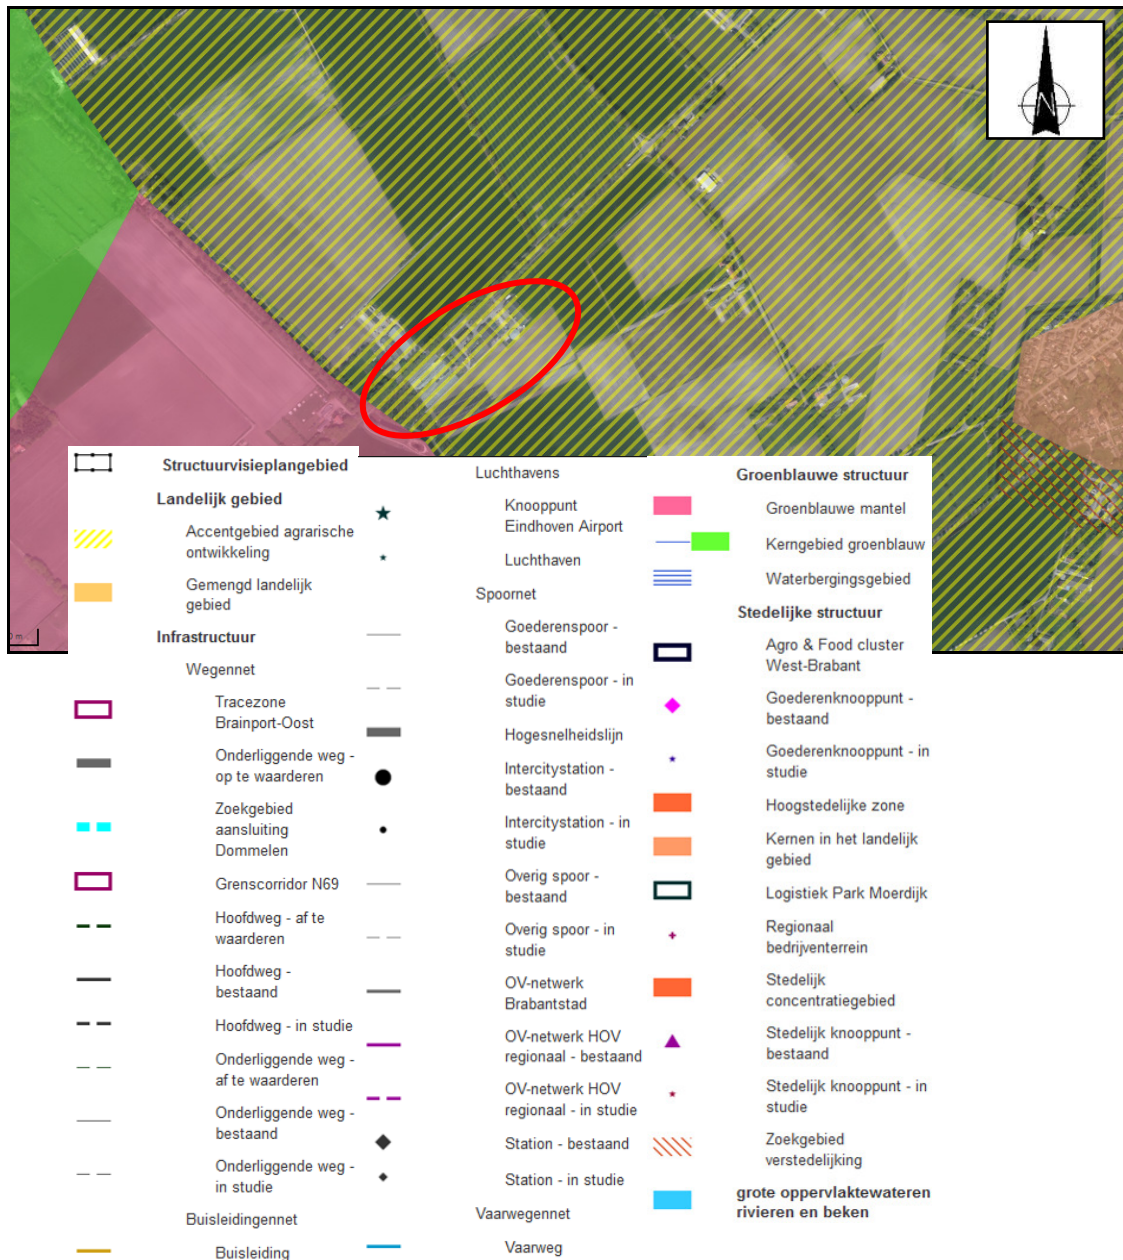 N
0 m
Structuurvisieplangebied
Landelijk gebied
Accentgebied agrarische
ontwikkeling
Gemengd landelijk
gebied
Infrastructuur
Wegennet
Tracezone
Brainport-Oost
Onderliggende weg -
op te waarderen
Zoekgebied
aansluiting
Dommelen
Grenscorridor N69
Hoofdweg - af te
waarderen
Hoofdweg -
bestaand
Hoofdweg - in studie
Onderliggende weg -
af te waarderen
Onderliggende weg -
bestaand
Onderliggende weg -
in studie
Buisleidingennet
Buisleiding
Luchthavens
Knooppunt
Eindhoven Airport
Luchthaven
Spoornet
Goederenspoor -
bestaand
Goederenspoor - in
studie
Hogesnelheidslijn
Intercitystation -
bestaand
Intercitystation - in
studie
Overig spoor -
bestaand
Overig spoor - in
studie
OV-netwerk
Brabantstad
OV-netwerk HOV
regionaal - bestaand
OV-netwerk HOV
regionaal - in studie
Station - bestaand
Station - in studie
Vaarwegennet
Vaarweg
Groenblauwe structuur
Groenblauwe mantel
Kerngebied groenblauw
Waterbergingsgebied
Stedelijke structuur
Agro & Food cluster
West-Brabant
Goederenknooppunt -
bestaand
Goederenknooppunt - in
studie
Hoogstedelijke zone
Kernen in het landelijk
gebied
Logistiek Park Moerdijk
Regionaal
bedrijventerrein
Stedelijk
concentratiegebied
Stedelijk knooppunt -
bestaand
Stedelijk knooppunt - in
studie
Zoekgebied
verstedelijking
grote oppervlaktewateren
rivieren en beken